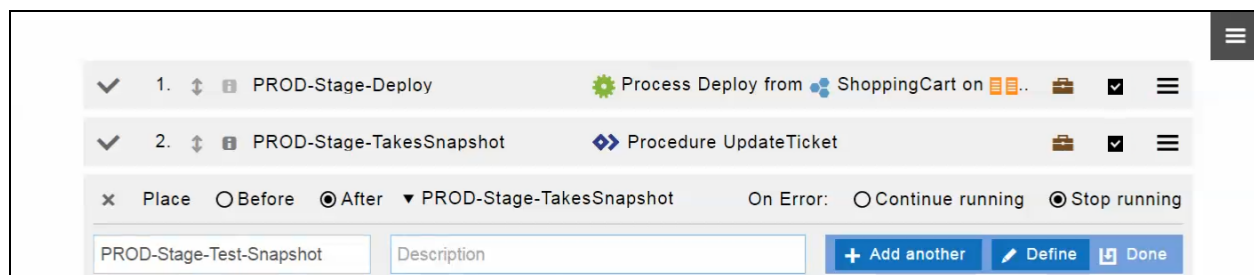 1. PROD-Stage-Deploy Process Deploy from ShoppingCart on ..
2. PROD-Stage-TakesSnapshot Procedure UpdateTicket
Place Before After PROD-Stage-TakesSnapshot On Error: Continue running Stop running
PROD-Stage-Test-Snapshot Description + Add another Define Done